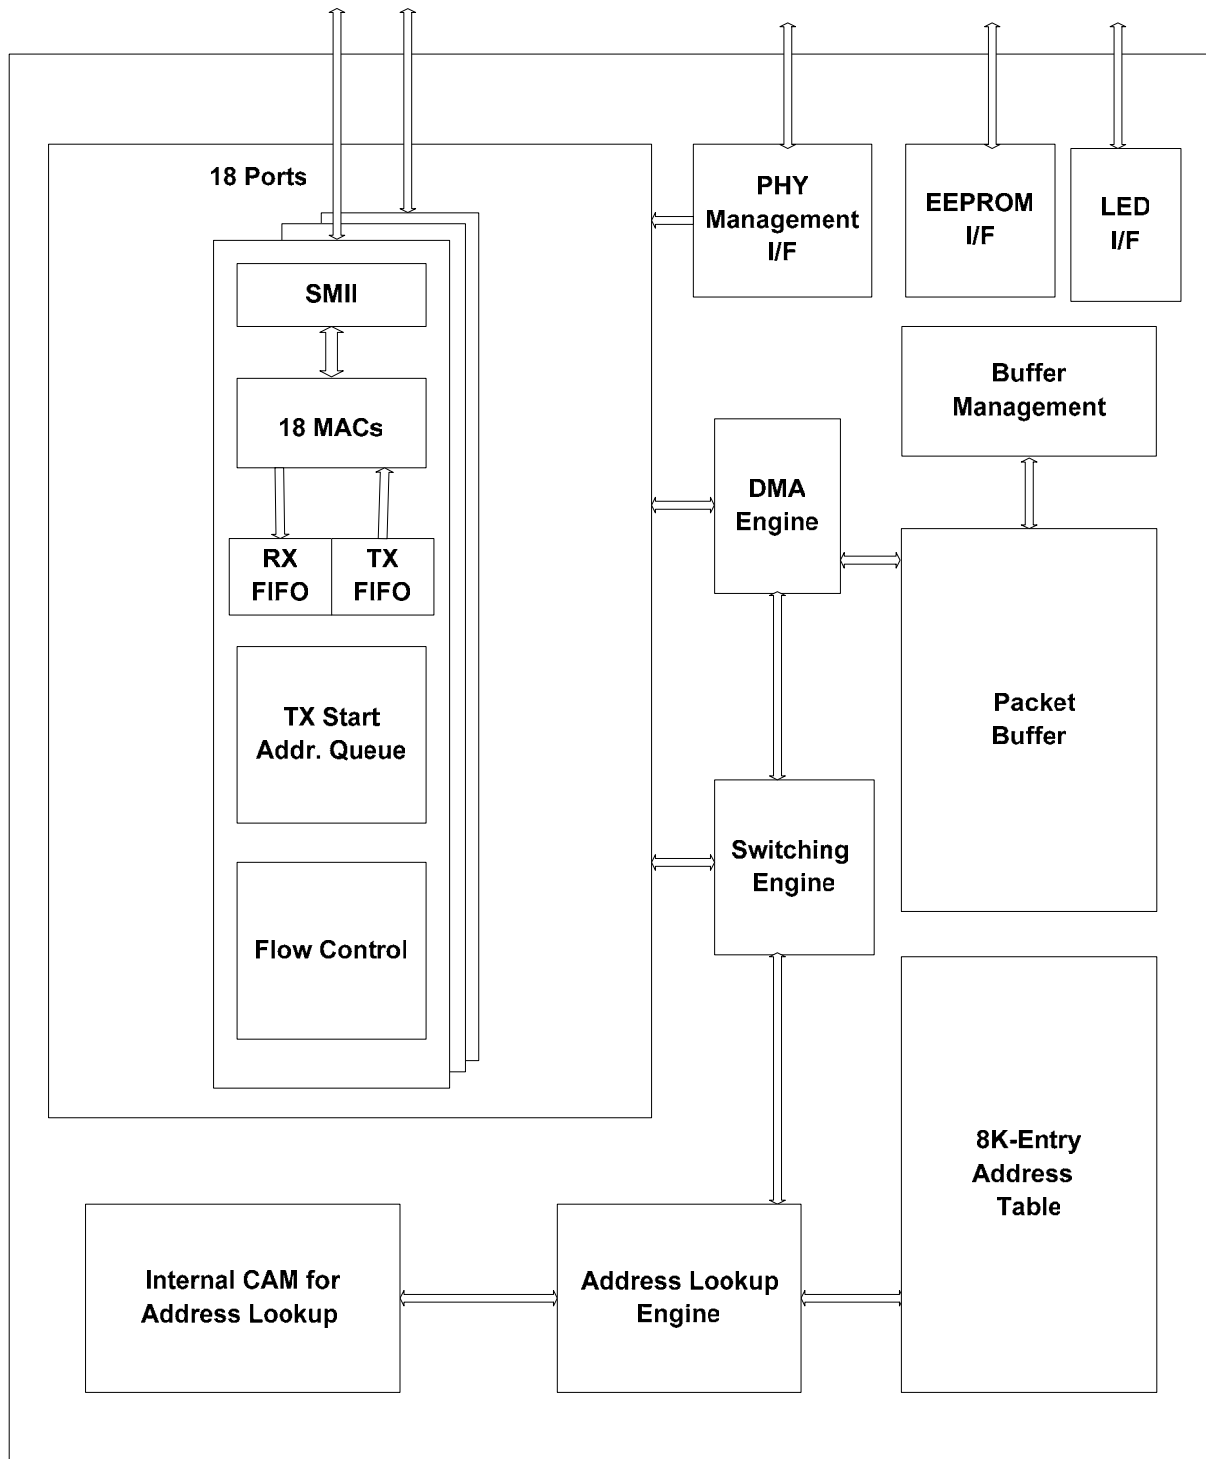 18 Ports
SMII
18 MACs
RX
FIFO
TX
FIFO
TX Start
Addr. Queue
Flow Control
PHY
Management
I/F
EEPROM
I/F
LED
I/F
Buffer
Management
DMA
Engine
Packet
Buffer
Switching
Engine
8K-Entry
Address
Table
Internal CAM for
Address Lookup
Address Lookup
Engine